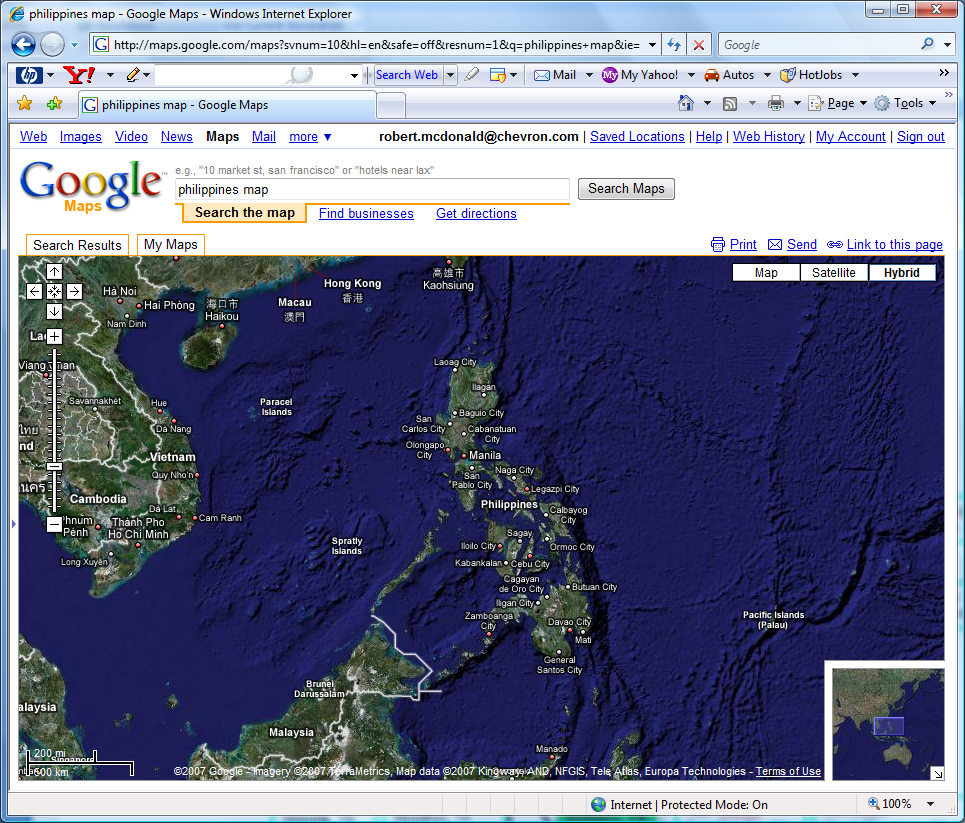 philippines map - Google Maps - Windows Internet Explorer
http://maps.google.com/maps?svnum=10&hl=en&safe=off&resnum=1&q=philippines+map&ie=
Google
hp Y! Search Web Mail My Yahoo! Autos HotJobs
philippines map - Google Maps
Page Tools
Web Images Video News Maps Mail more ▼
robert.mcdonald@chevron.com | Saved Locations | Help | Web History | My Account | Sign out
Google Maps
e.g., "10 market st, san francisco" or "hotels near lax"
philippines map
Search Maps
Search the map Find businesses Get directions
Search Results My Maps
Print Send Link to this page
Map Satellite Hybrid
Hà Noi
Hai Phòng
Nam Dinh
海口市
Haikou
Macau
澳門
Hong Kong
香港
高雄市
Kaohsiung
Savannakhét
Hue
Da Nang
Paracel
Islands
Laoag City
Ilagan
Baguio City
San
Carlos City
Cabanatuan
City
Olongapo
City
Manila
San
Pablo City
Naga City
Legazpi City
Vietnam
Quy Nho'n
ไทย
Cambodia
Da Lat
Cam Ranh
Phnum
Pénh
Thành Pho
Ho Chí Minh
Long Xuyên
Philippines
Calbayog
City
Spratly
Islands
Sagay
Iloilo City
Ormoc City
Kabankalan
Cebu City
Cagayan
de Oro City
Butuan City
Iligan City
Zamboanga
City
Davao City
Mati
General
Santos City
Pacific Islands
(Palau)
Brunei
Darussalam
Malaysia
alaysia
Manado
200 mi
Singapore
500 km
©2007 Google - Imagery ©2007 TerraMetrics, Map data ©2007 Kingway, AND, NFGIS, Tele Atlas, Europa Technologies - Terms of Use
Internet | Protected Mode: On
100%